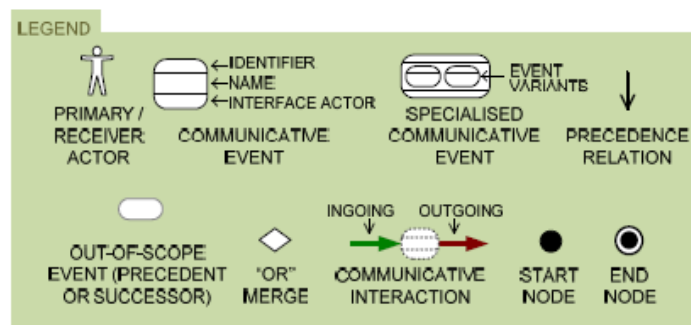 LEGEND
IDENTIFIER
NAME
INTERFACE ACTOR
EVENT
VARIANTS
PRIMARY /
RECEIVER
ACTOR
COMMUNICATIVE
EVENT
SPECIALISED
COMMUNICATIVE
EVENT
PRECEDENCE
RELATION
INGOING
OUTGOING
OUT-OF-SCOPE
EVENT (PRECEDENT
OR SUCCESSOR)
"OR"
MERGE
COMMUNICATIVE
INTERACTION
START
NODE
END
NODE